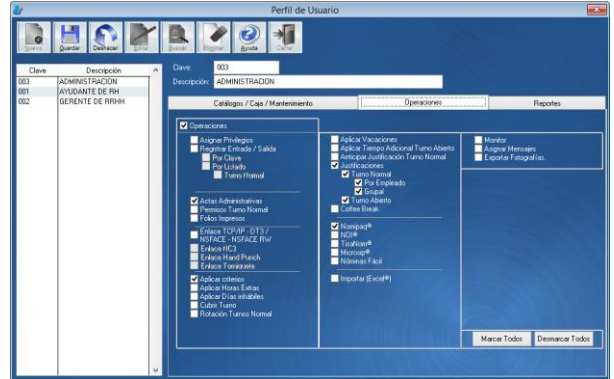 Perfil de Usuario
Nuevo Guardar Deshacer Editar Buscar Eliminar Ayuda Cerrar
Clave Descripción
003 ADMINISTRACION
001 AYUDANTE DE RH
002 GERENTE DE RRHH
Clave: 003
Descripción: ADMINISTRACION
Catálogos / Caja / Mantenimiento Operaciones Reportes
Operaciones
Asignar Privilegios
Registrar Entrada / Salida
Por Clave
Por Listado
Turno Normal
Actas Administrativas
Permisos Turno Normal
Folios Impresos
Enlace TCP/IP - DT3 /
NSFACE - NSFACE RW
Enlace HC3
Enlace Hand Punch
Enlace Torniquete
Aplicar criterios
Aplicar Horas Extras
Aplicar Días inhábiles
Cubrir Turno
Rotación Turnos Normal
Aplicar Vacaciones
Aplicar Tiempo Adicional Turno Abierto
Anticipar Justificación Turno Normal
Justificaciones
Turno Normal
Por Empleado
Grupal
Turno Abierto
Coffee Break
Nomipaq®
NOI®
TisaNom®
Microsip®
Nóminas Fácil
Importar (Excel®)
Monitor
Asignar Mensajes
Exportar Fotografías.
Marcar Todos Desmarcar Todos